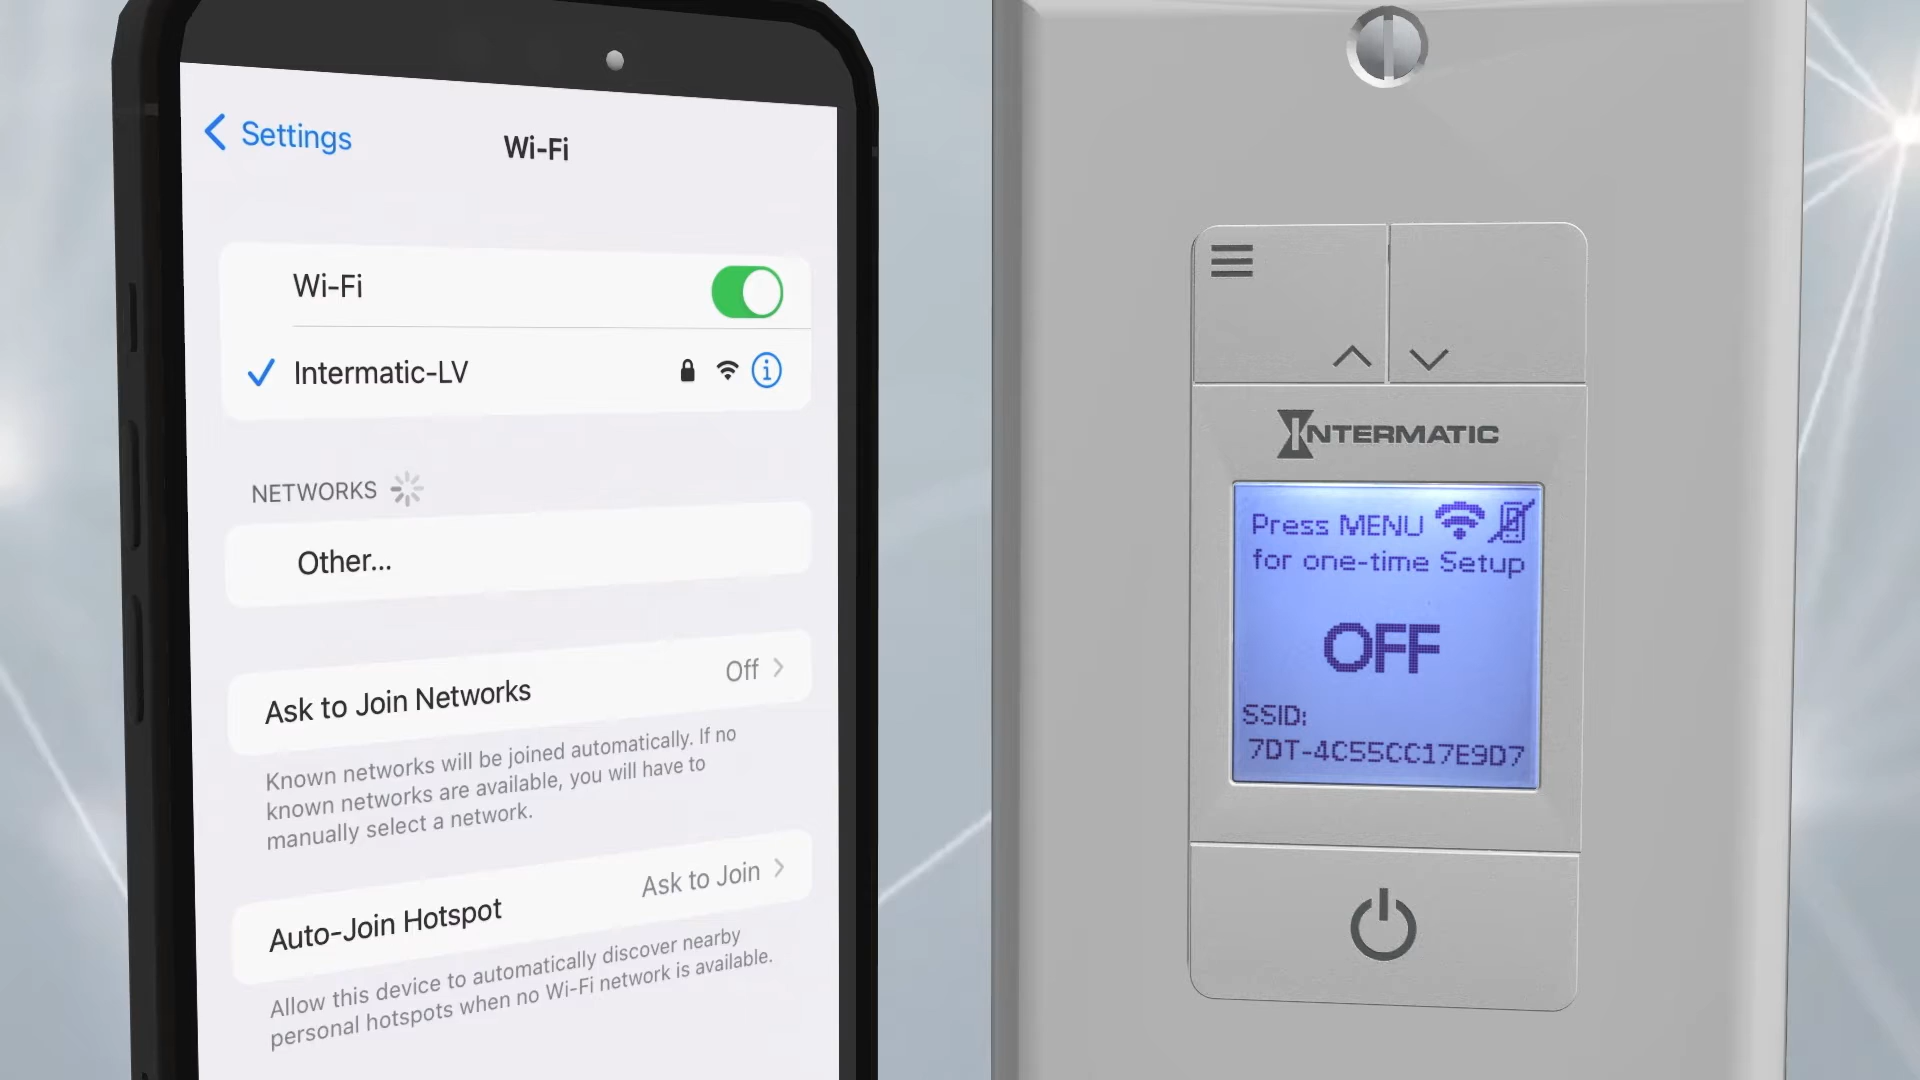 Settings
Wi-Fi
Wi-Fi
Intermatic-LV
NETWORKS
Other...
Ask to Join Networks
Off
Known networks will be joined automatically. If no
known networks are available, you will have to
manually select a network.
Auto-Join Hotspot
Ask to Join
Allow this device to automatically discover nearby
personal hotspots when no Wi-Fi network is available.
INTERMATIC
Press MENU
for one-time Setup
OFF
SSID:
7DT-4C55CC17E9D7